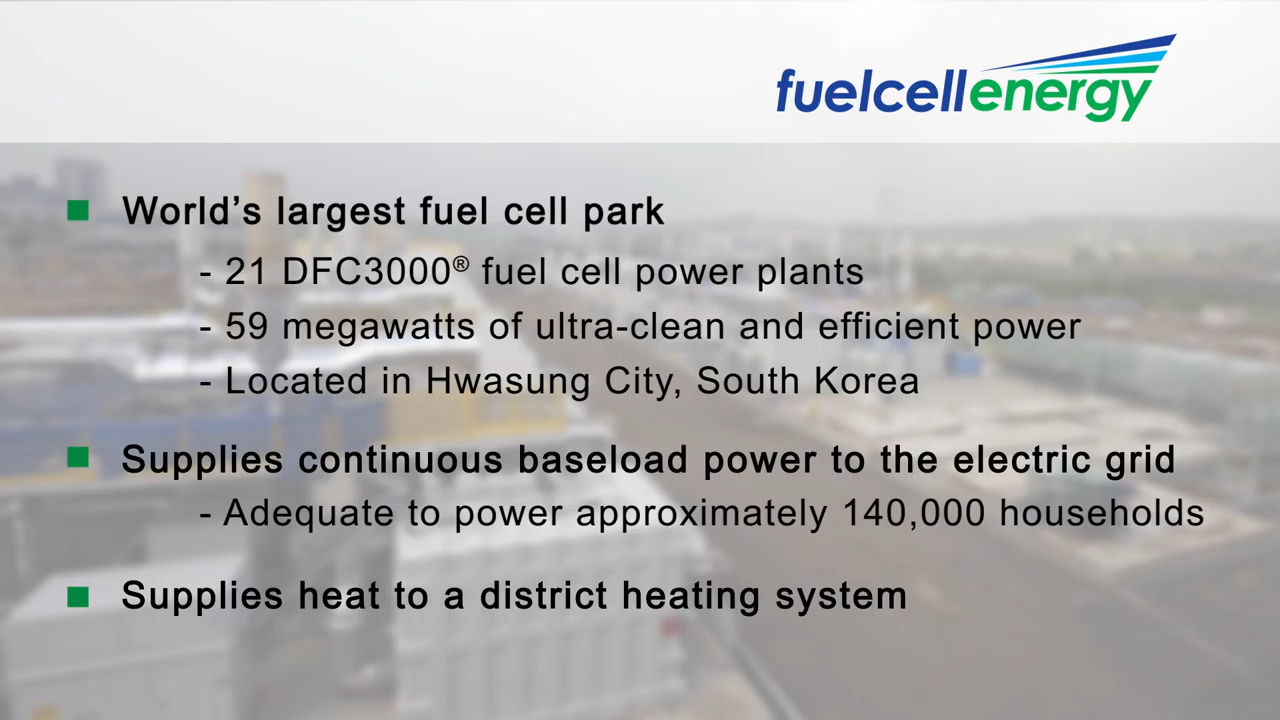 fuelcellenergy
World's largest fuel cell park
- 21 DFC3000® fuel cell power plants
- 59 megawatts of ultra-clean and efficient power
- Located in Hwasung City, South Korea
Supplies continuous baseload power to the electric grid
- Adequate to power approximately 140,000 households
Supplies heat to a district heating system